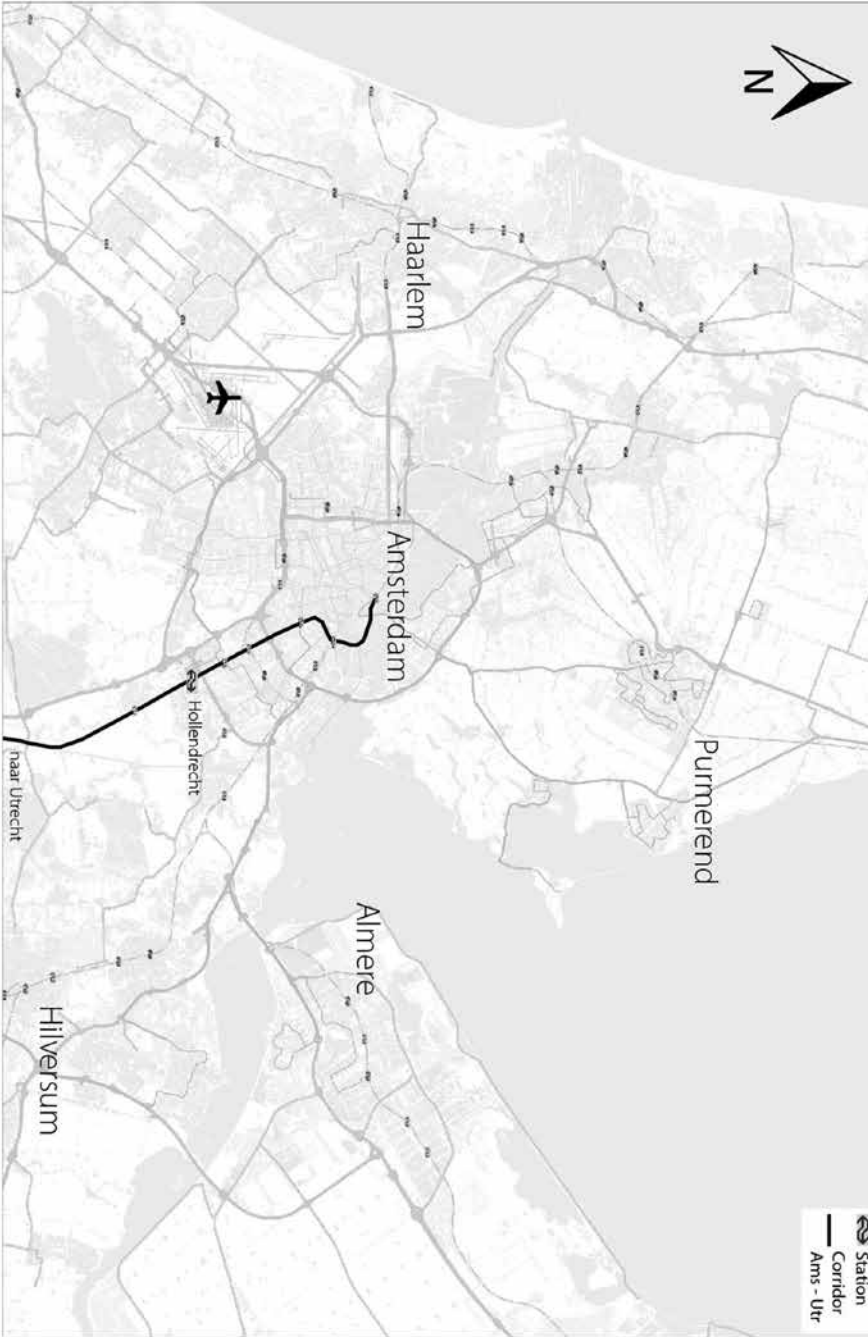 N
Haarlem
Amsterdam
Purmerend
Hollendrecht
naar Utrecht
Almere
Hilversum
Station
Corridor
Ams - Utr